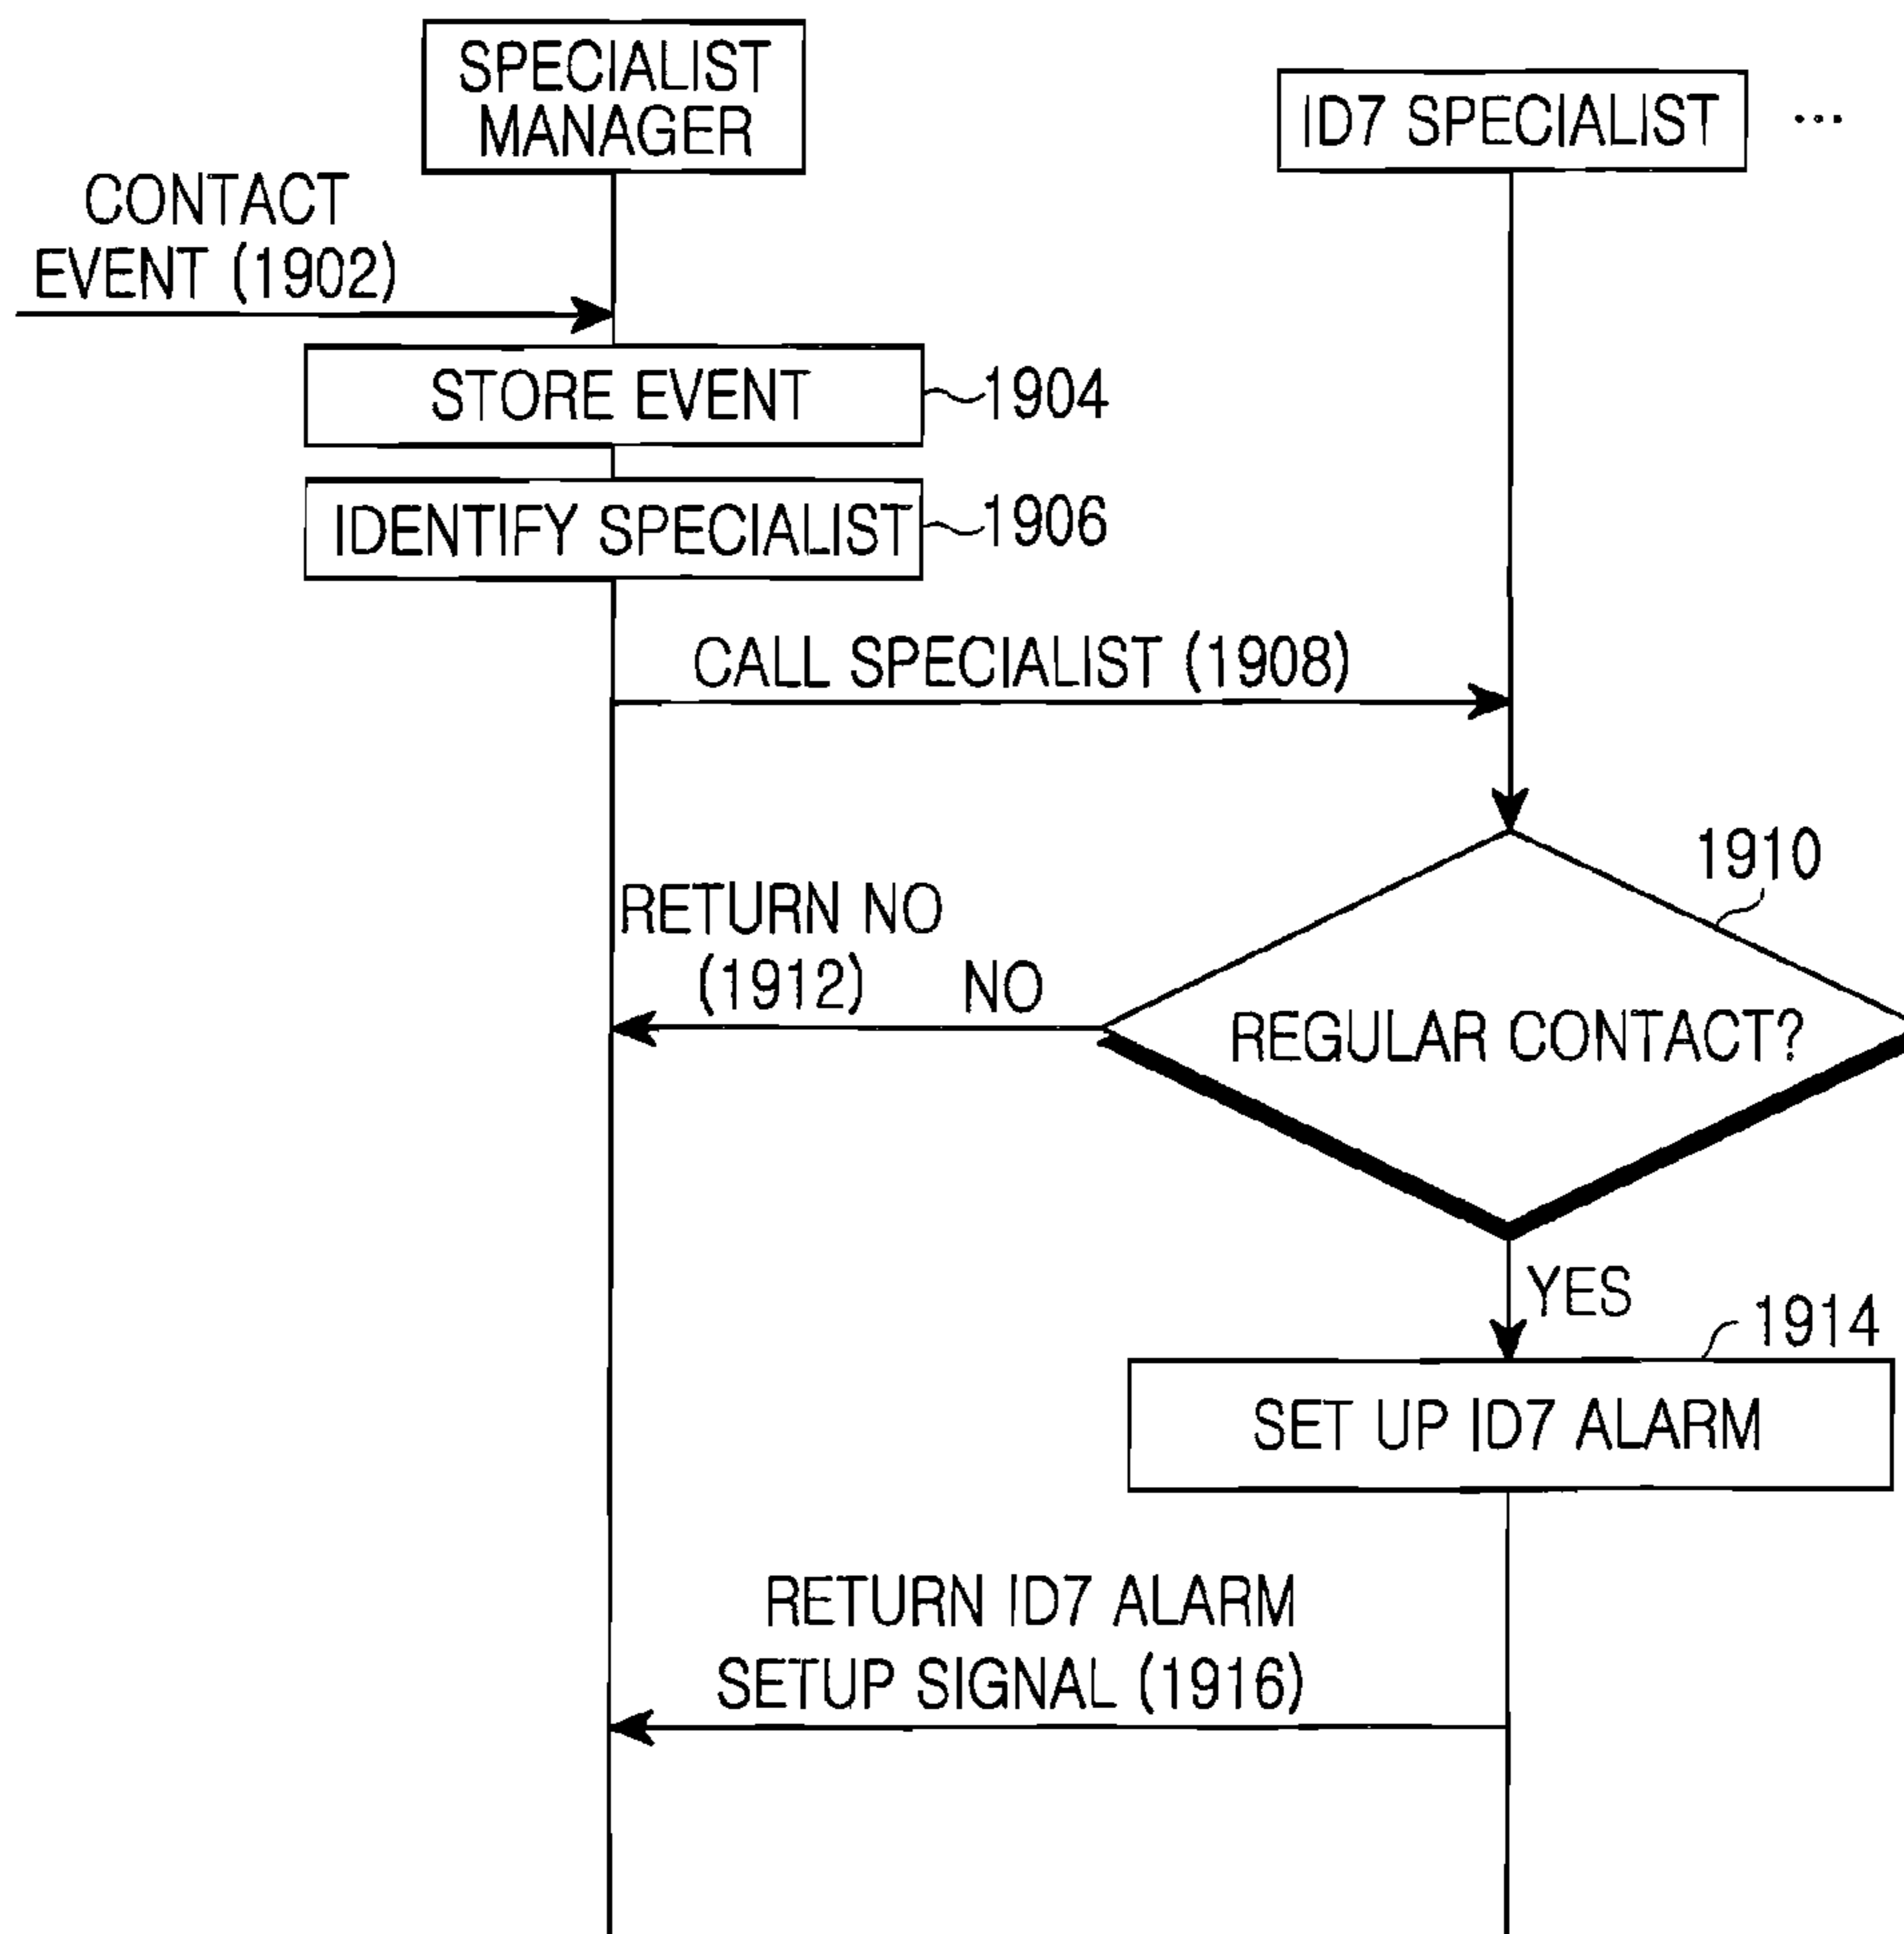 SPECIALIST
MANAGER
ID7 SPECIALIST ...
CONTACT
EVENT (1902)
STORE EVENT 1904
IDENTIFY SPECIALIST 1906
CALL SPECIALIST (1908)
1910
RETURN NO
(1912) NO
REGULAR CONTACT?
YES
1914
SET UP ID7 ALARM
RETURN ID7 ALARM
SETUP SIGNAL (1916)